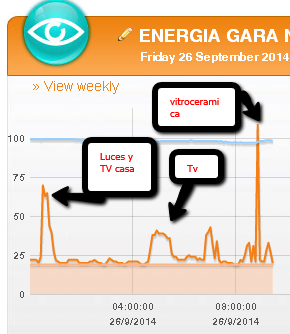 ENERGIA GARA
Friday 26 September 2014
» View weekly
vitrocerami
ca
Luces y
TV casa
Tv
100
75
50
25
0
04:00:00
26/9/2014
09:00:00
26/9/2014